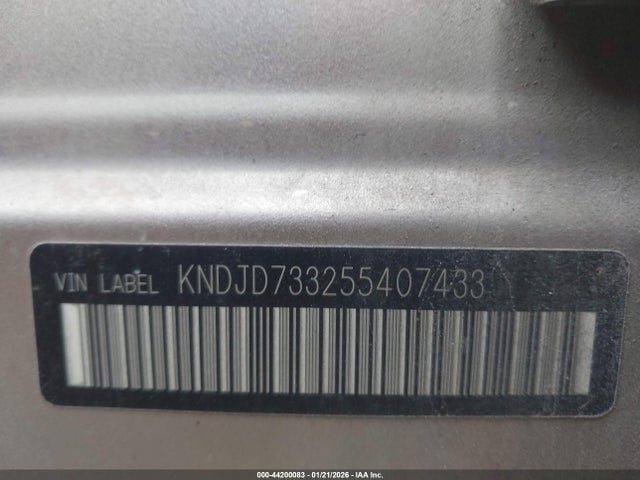 VIN LABEL KNDJD733255407433
000-44200083 - 01/21/2026 - © IAA Inc.